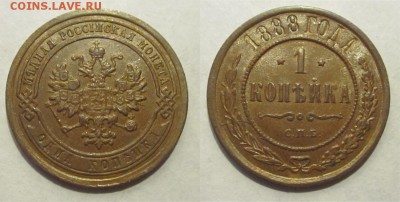 COINS.LAVE.RU
МѢДНАЯ РОССІЙСКАЯ МОНЕТА
ОДНА КОПѢЙКА
1888 ГОДА
1
КОПѢЙКА
С.П.Б.